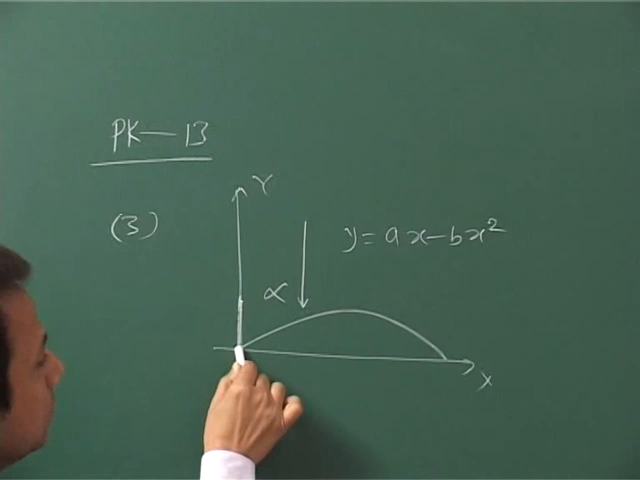 PK—13
(3)
Y
y = ax - bx²
α
X